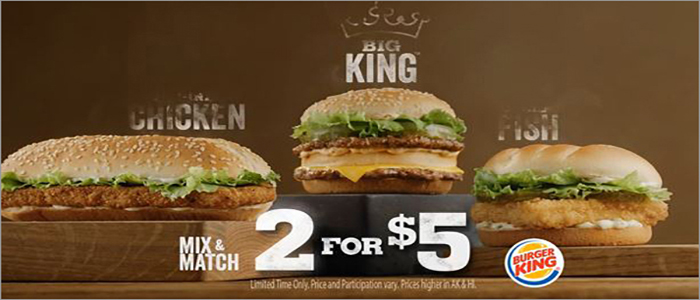 BIG
KING™
CHICKEN
FISH
MIX &
MATCH
2 FOR $5
BURGER
KING
Limited Time Only. Price and Participation vary. Prices higher in AK & HI.